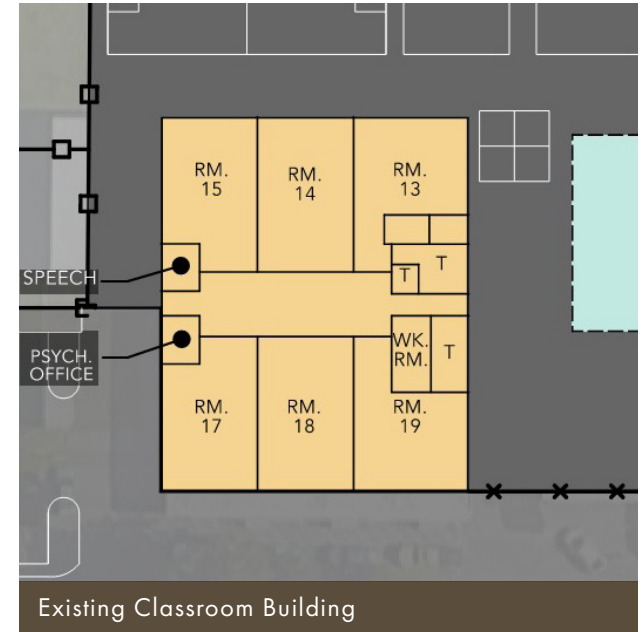 RM.
15
RM.
14
RM.
13
SPEECH
T
T
PSYCH.
OFFICE
WK.
RM.
T
RM.
17
RM.
18
RM.
19
Existing Classroom Building